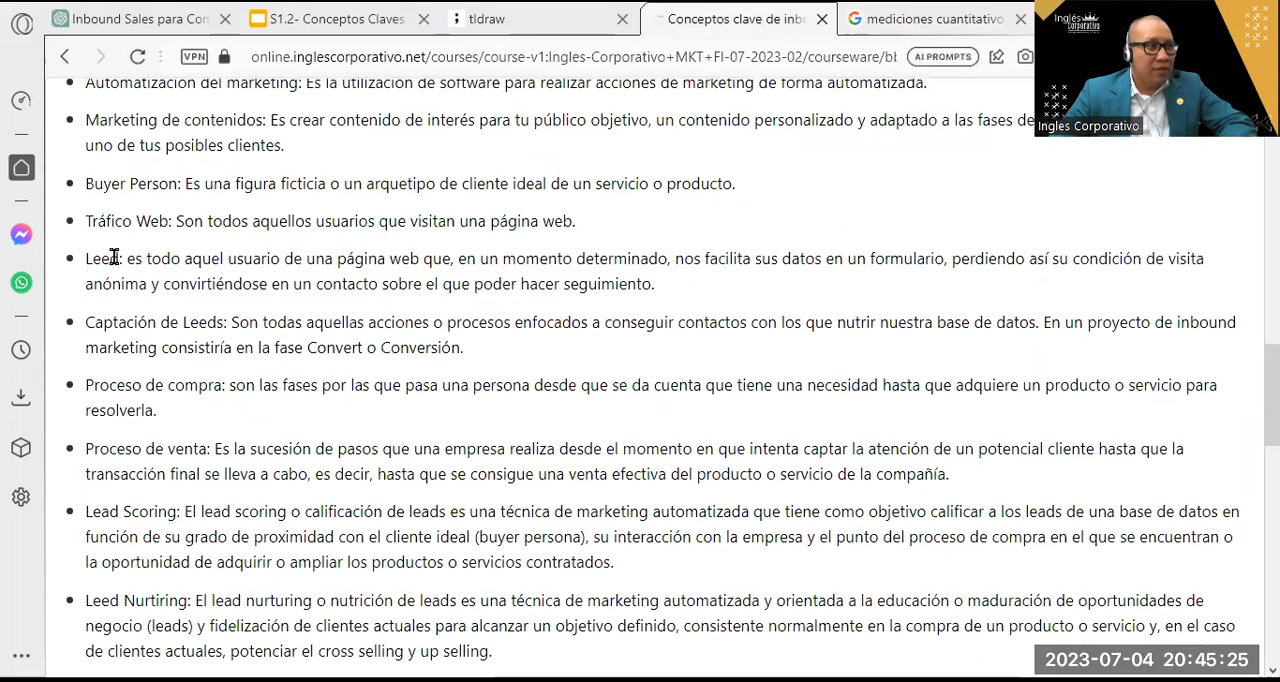 Inbound Sales para Con
S1.2- Conceptos Claves
tldraw
Conceptos clave de inb
mediciones cuantitativo
VPN
online.inglescorporativo.net/courses/course-v1:Ingles-Corporativo+MKT+FI-07-2023-02/courseware/bb
AI PROMPTS
Inglés
Corporativo
Ingles Corporativo
Automatización del marketing: Es la utilización de software para realizar acciones de marketing de forma automatizada.
Marketing de contenidos: Es crear contenido de interés para tu público objetivo, un contenido personalizado y adaptado a las fases de
uno de tus posibles clientes.
Buyer Person: Es una figura ficticia o un arquetipo de cliente ideal de un servicio o producto.
Tráfico Web: Son todos aquellos usuarios que visitan una página web.
Leed: es todo aquel usuario de una página web que, en un momento determinado, nos facilita sus datos en un formulario, perdiendo así su condición de visita
anónima y convirtiéndose en un contacto sobre el que poder hacer seguimiento.
Captación de Leeds: Son todas aquellas acciones o procesos enfocados a conseguir contactos con los que nutrir nuestra base de datos. En un proyecto de inbound
marketing consistiría en la fase Convert o Conversión.
Proceso de compra: son las fases por las que pasa una persona desde que se da cuenta que tiene una necesidad hasta que adquiere un producto o servicio para
resolverla.
Proceso de venta: Es la sucesión de pasos que una empresa realiza desde el momento en que intenta captar la atención de un potencial cliente hasta que la
transacción final se lleva a cabo, es decir, hasta que se consigue una venta efectiva del producto o servicio de la compañía.
Lead Scoring: El lead scoring o calificación de leads es una técnica de marketing automatizada que tiene como objetivo calificar a los leads de una base de datos en
función de su grado de proximidad con el cliente ideal (buyer persona), su interacción con la empresa y el punto del proceso de compra en el que se encuentran o
la oportunidad de adquirir o ampliar los productos o servicios contratados.
Leed Nurtiring: El lead nurturing o nutrición de leads es una técnica de marketing automatizada y orientada a la educación o maduración de oportunidades de
negocio (leads) y fidelización de clientes actuales para alcanzar un objetivo definido, consistente normalmente en la compra de un producto o servicio y, en el caso
de clientes actuales, potenciar el cross selling y up selling.
2023-07-04 20:45:25